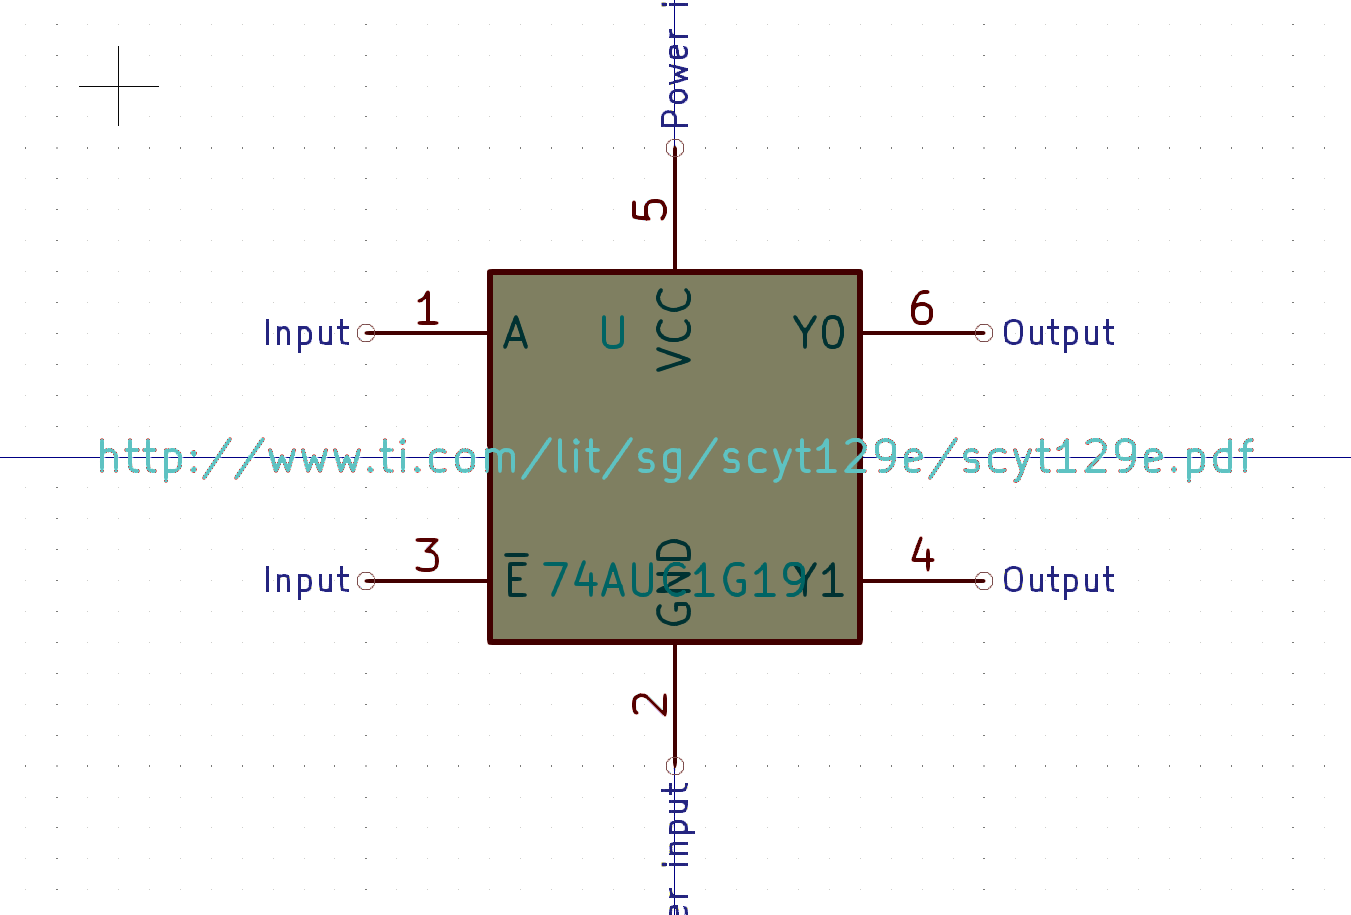 Power i
5
1
6
Input
A
U
VCC
Y0
Output
http://www.ti.com/lit/sg/scyt129e/scyt129e.pdf
3
4
Input
E̅
74AUC1G19
GND
Y1
Output
2
er input